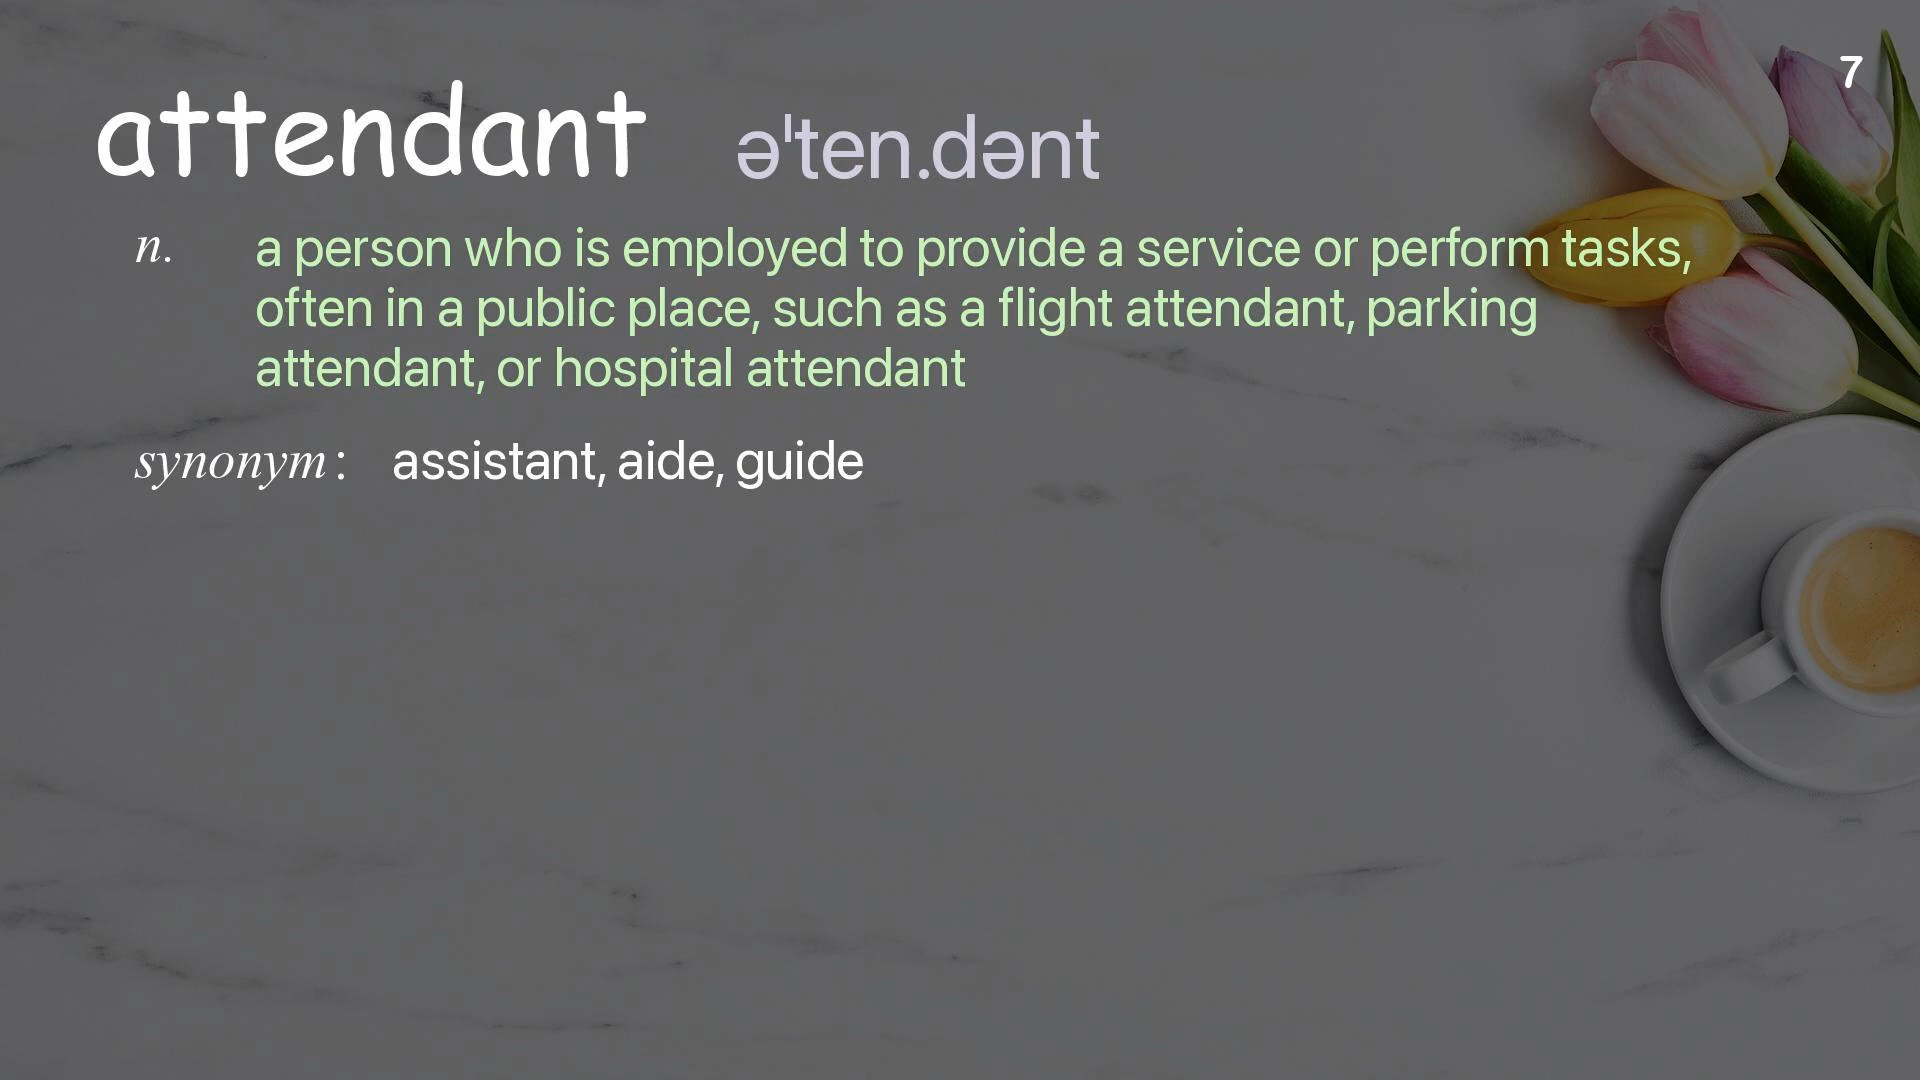 7
attendant əˈten.dənt
n. a person who is employed to provide a service or perform tasks,
often in a public place, such as a flight attendant, parking
attendant, or hospital attendant
synonym: assistant, aide, guide